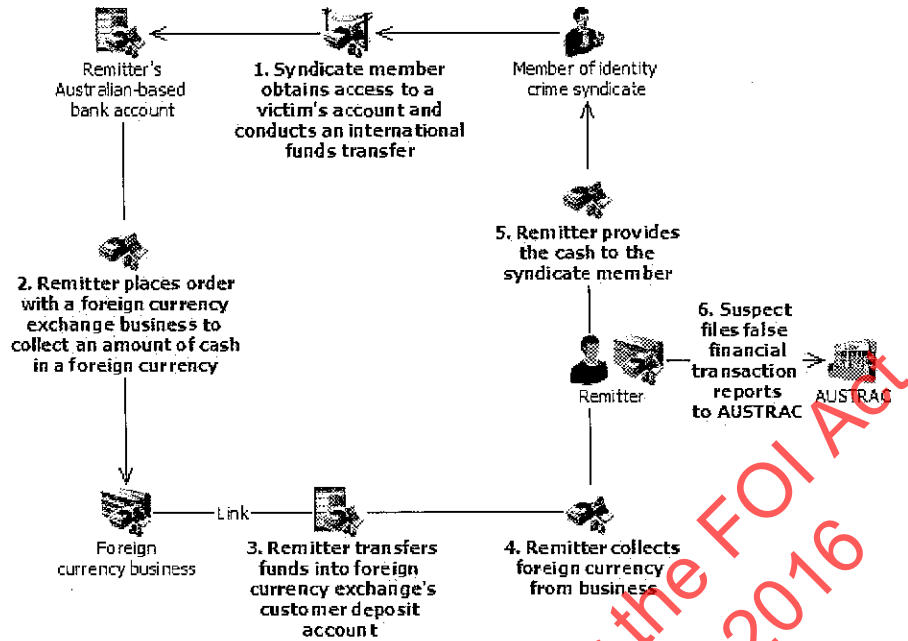 Remitter's
Australian-based
bank account
1. Syndicate member
obtains access to a
victim's account and
conducts an international
funds transfer
Member of identity
crime syndicate
2. Remitter places order
with a foreign currency
exchange business to
collect an amount of cash
in a foreign currency
5. Remitter provides
the cash to the
syndicate member
6. Suspect
files false
financial
transaction
reports
to AUSTRAC
Remitter
AUSTRAC
Foreign
currency business
Link
3. Remitter transfers
funds into foreign
currency exchange's
customer deposit
account
4. Remitter collects
foreign currency
from business
the FOI Act
2016